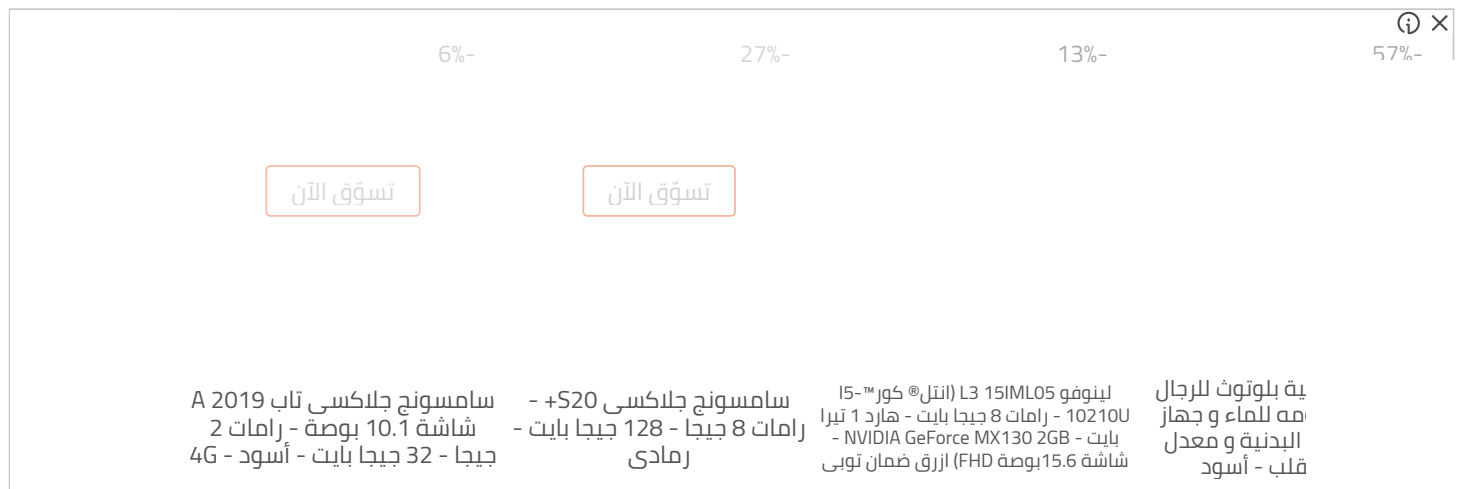 57%-
13%-
27%-
6%-
تسوّق الآن
تسوّق الآن
ية بلوتوث للرجال
مه للماء و جهاز
البدنية و معدل
قلب - أسود
لينوفو L3 15IML05 (انتل® كور™ I5-
10210U - رامات 8 جيجا بايت - هارد 1 تيرا
بايت - NVIDIA GeForce MX130 2GB -
شاشة 15.6بوصة FHD) ازرق ضمان توبى
سامسونج جلاكسى S20+ -
رامات 8 جيجا - 128 جيجا بايت -
رمادى
سامسونج جلاكسى تاب A 2019
شاشة 10.1 بوصة - رامات 2
جيجا - 32 جيجا بايت - أسود - 4G